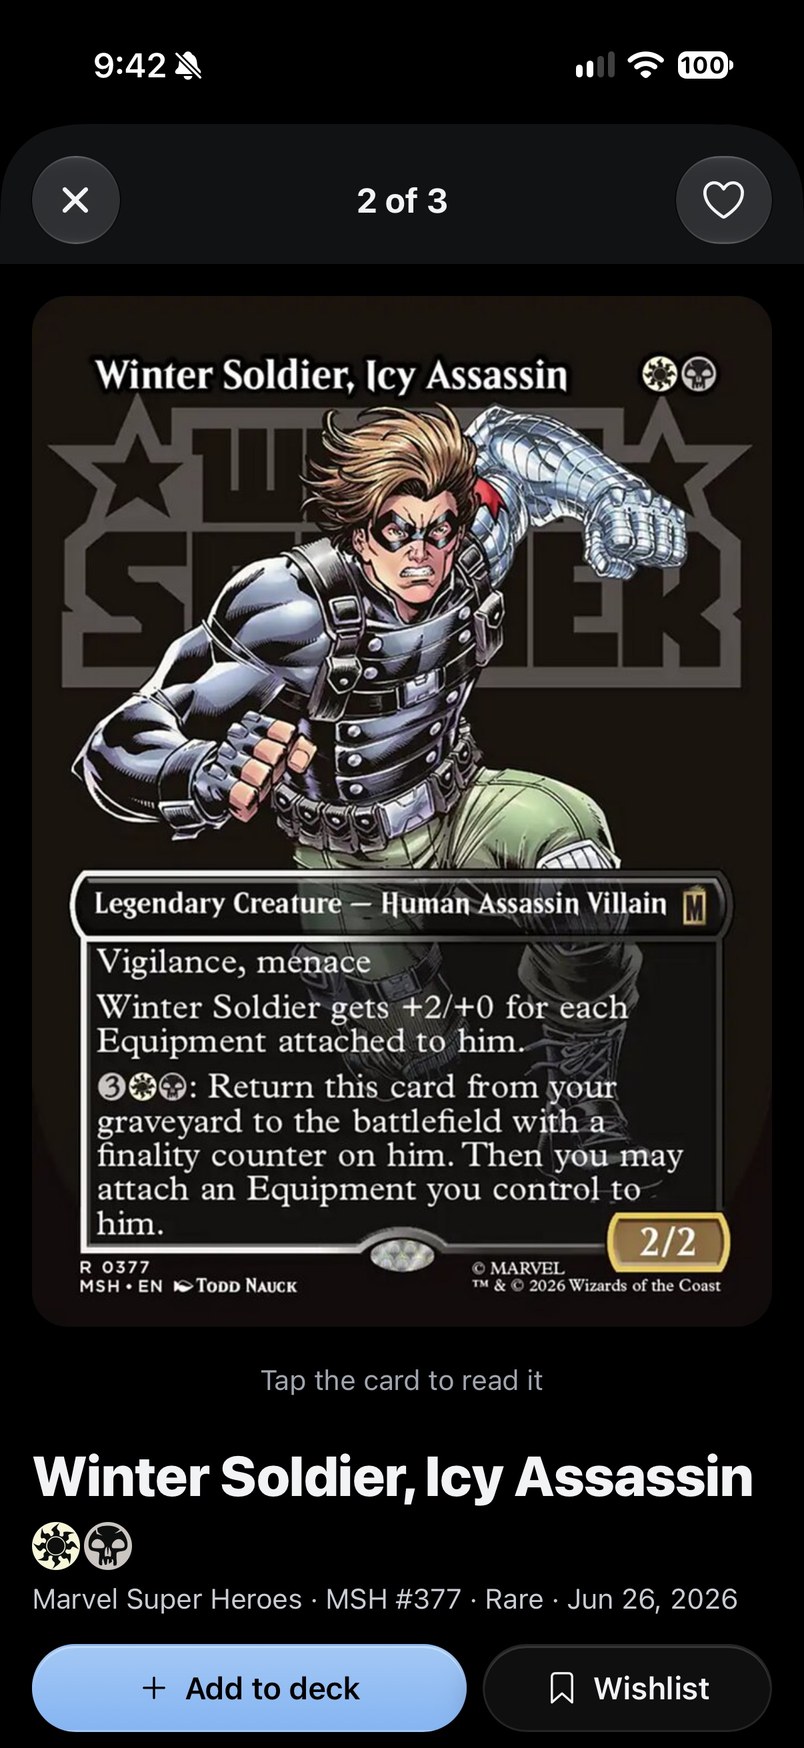 9:42
100
2 of 3
Winter Soldier, Icy Assassin
Legendary Creature — Human Assassin Villain
Vigilance, menace
Winter Soldier gets +2/+0 for each
Equipment attached to him.
3: Return this card from your
graveyard to the battlefield with a
finality counter on him. Then you may
attach an Equipment you control to
him.
2/2
R 0377
MSH • EN Todd Nauck
© MARVEL
™ & © 2026 Wizards of the Coast
Tap the card to read it
Winter Soldier, Icy Assassin
Marvel Super Heroes · MSH #377 · Rare · Jun 26, 2026
+ Add to deck
Wishlist